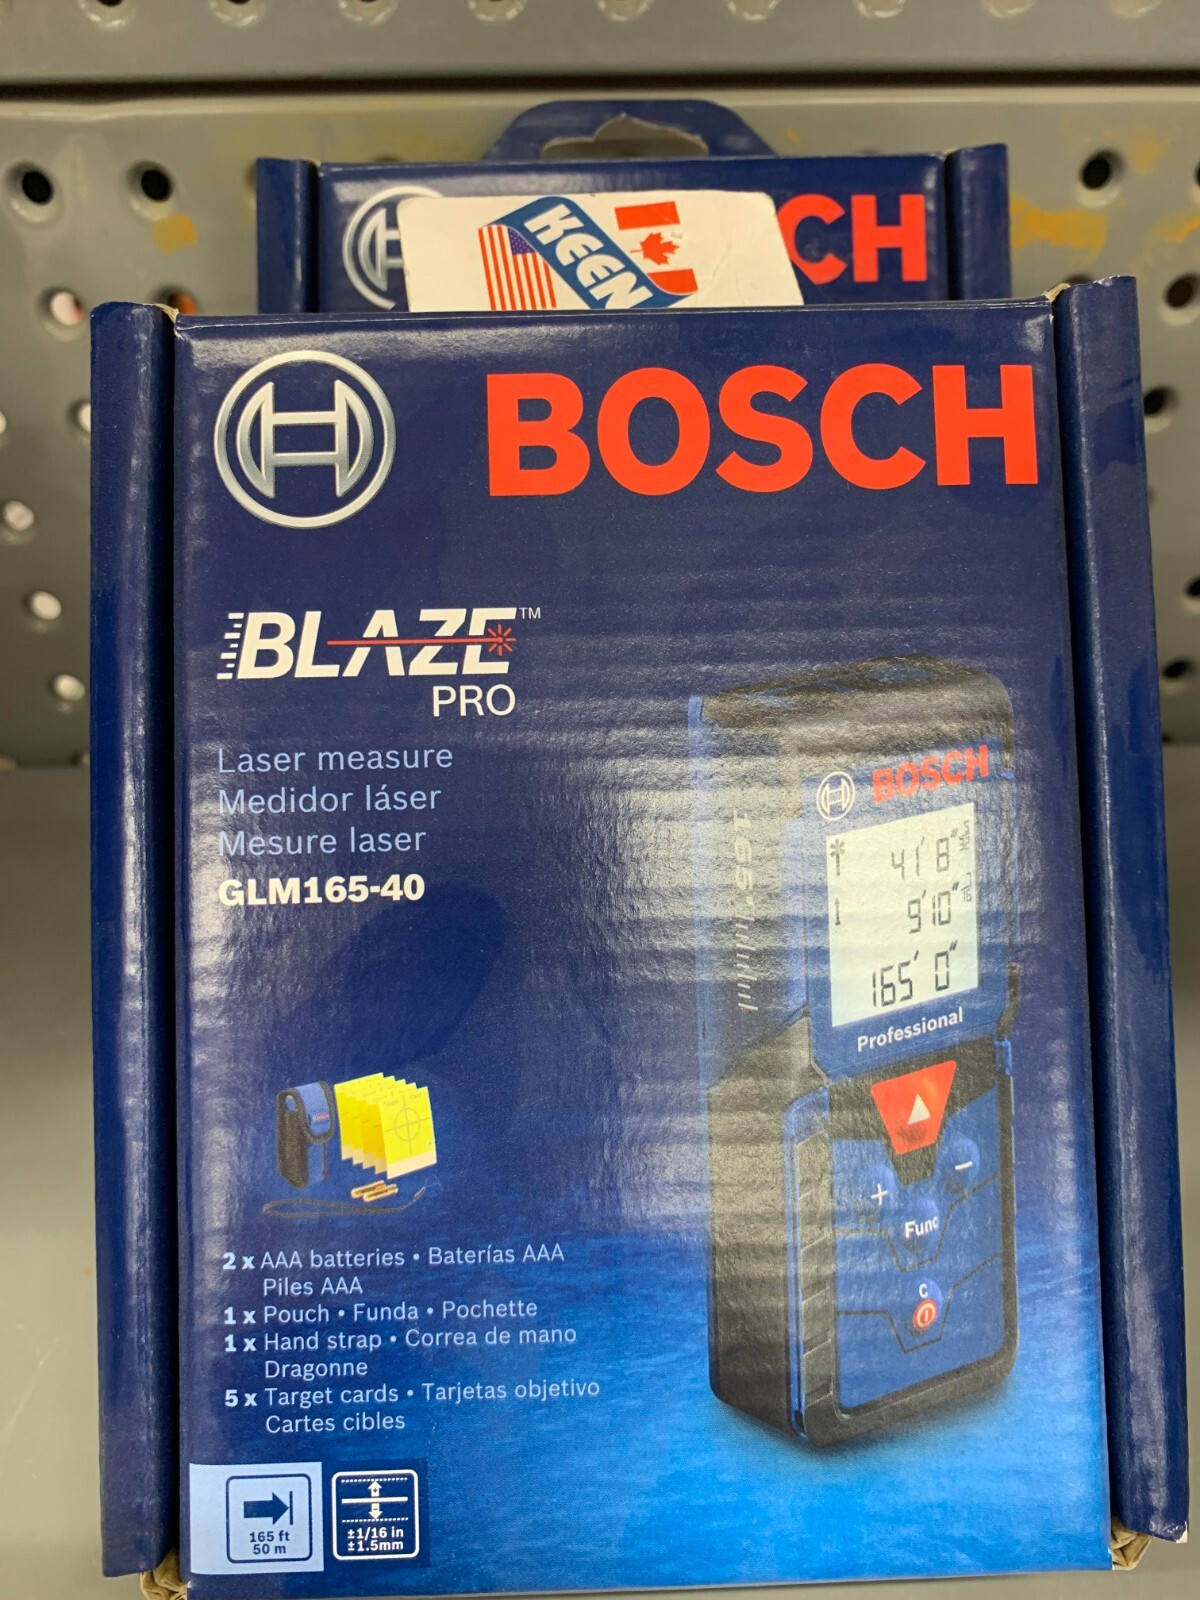 KEEN
CH
BOSCH
BLAZE™
PRO
Laser measure
Medidor láser
Mesure laser
GLM165-40
BOSCH
165'
41'8"
9'10"
165'0"
Professional
+
−
Func
C
2 x AAA batteries • Baterías AAA
Piles AAA
1 x Pouch • Funda • Pochette
1 x Hand strap • Correa de mano
Dragonne
5 x Target cards • Tarjetas objetivo
Cartes cibles
165 ft
50 m
±1/16 in
±1.5mm